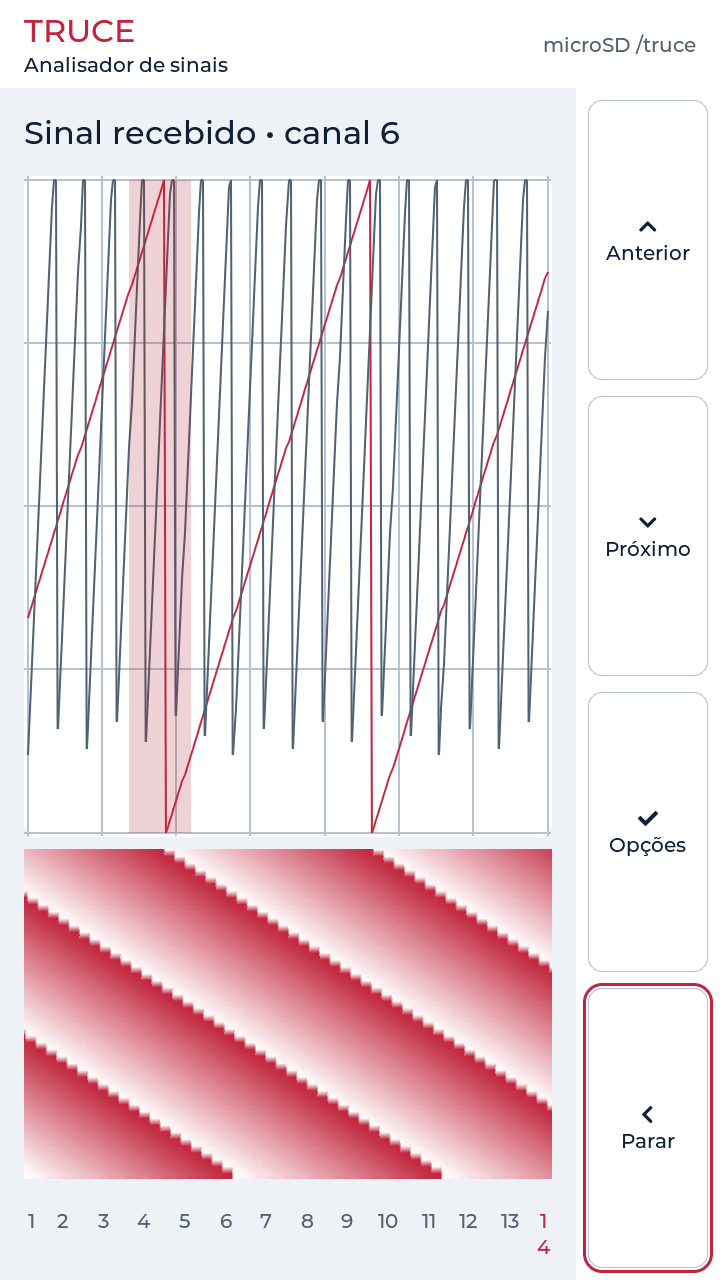 TRUCE
Analisador de sinais
microSD /truce
Sinal recebido • canal 6
Anterior
Próximo
Opções
Parar
1 2 3 4 5 6 7 8 9 10 11 12 13 1
4